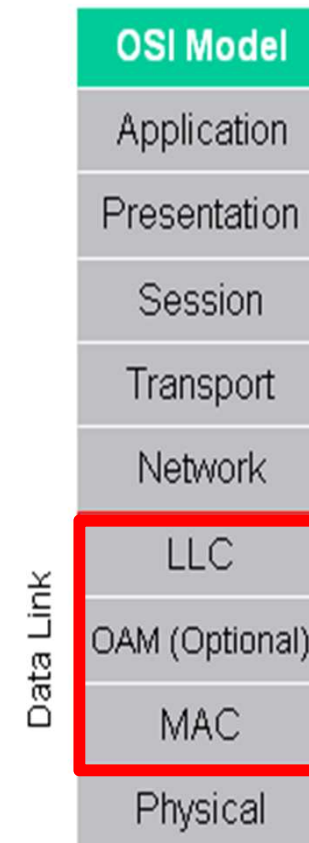 OSI Model
Application
Presentation
Session
Transport
Network
Data Link
LLC
OAM (Optional)
MAC
Physical